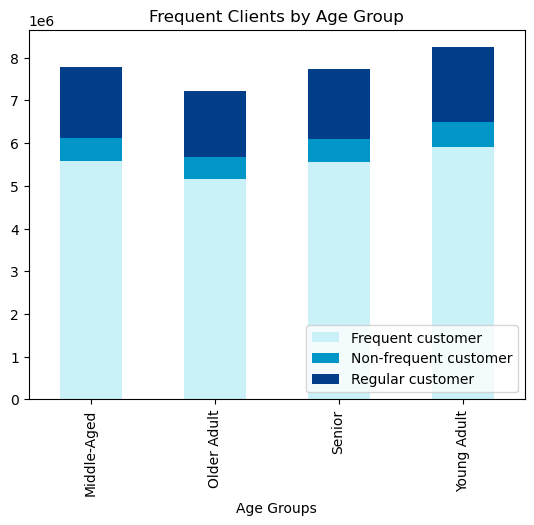 Frequent Clients by Age Group
1e6
8
7
6
5
4
3
2
1
0
Frequent customer
Non-frequent customer
Regular customer
Middle-Aged
Older Adult
Senior
Young Adult
Age Groups